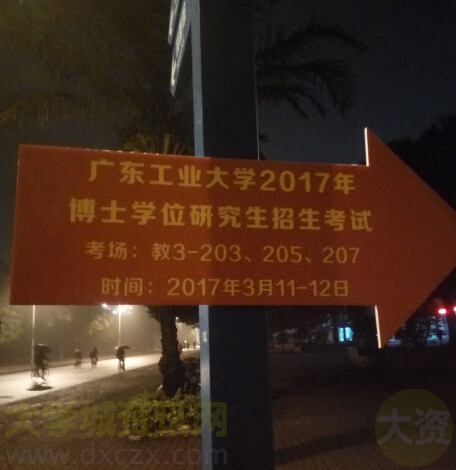 广东工业大学2017年
博士学位研究生招生考试
考场：教3-203、205、207
时间：2017年3月11-12日
大学城资讯网
大资
www.dxczx.com